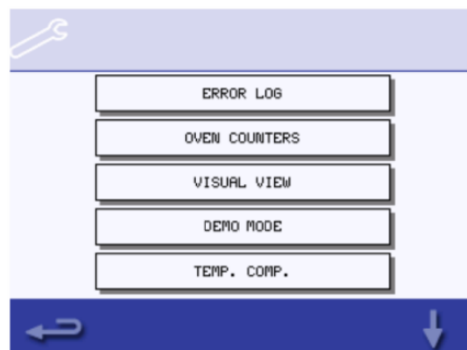 ERROR LOG
OVEN COUNTERS
VISUAL VIEW
DEMO MODE
TEMP. COMP.